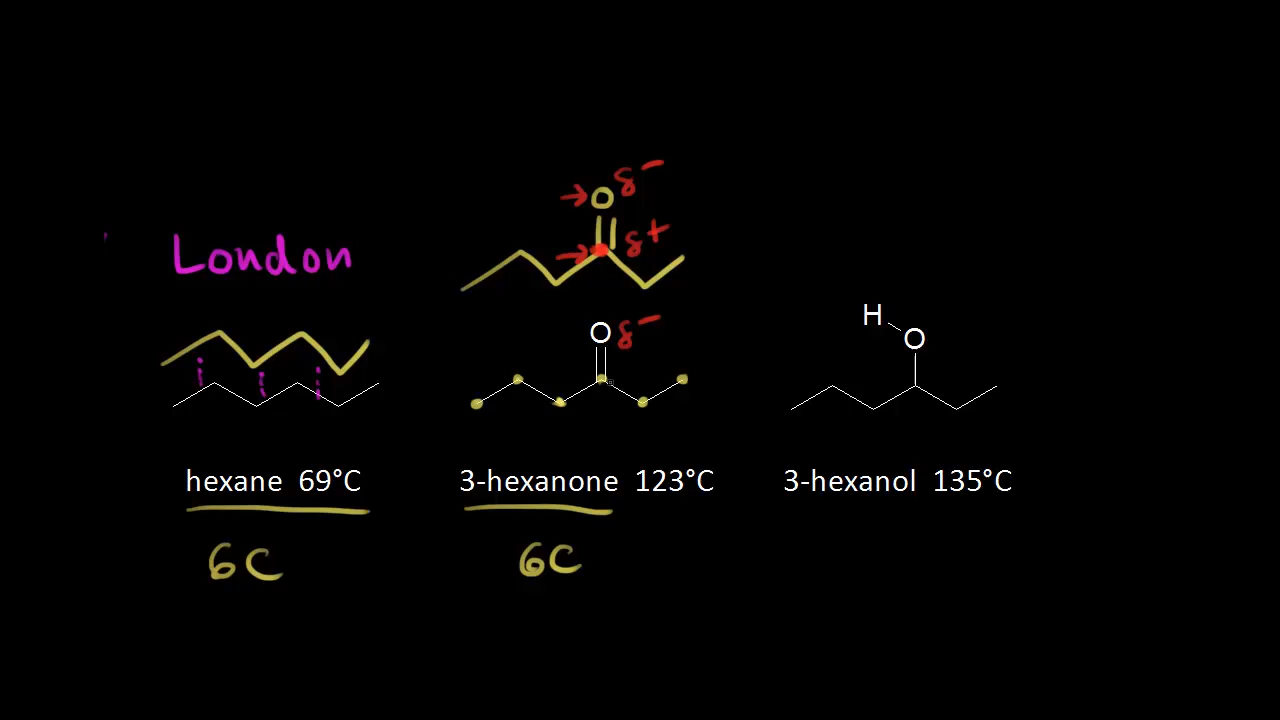 London
O δ-
δ+
O δ-
H
O
hexane 69°C
3-hexanone 123°C
3-hexanol 135°C
6C
6C